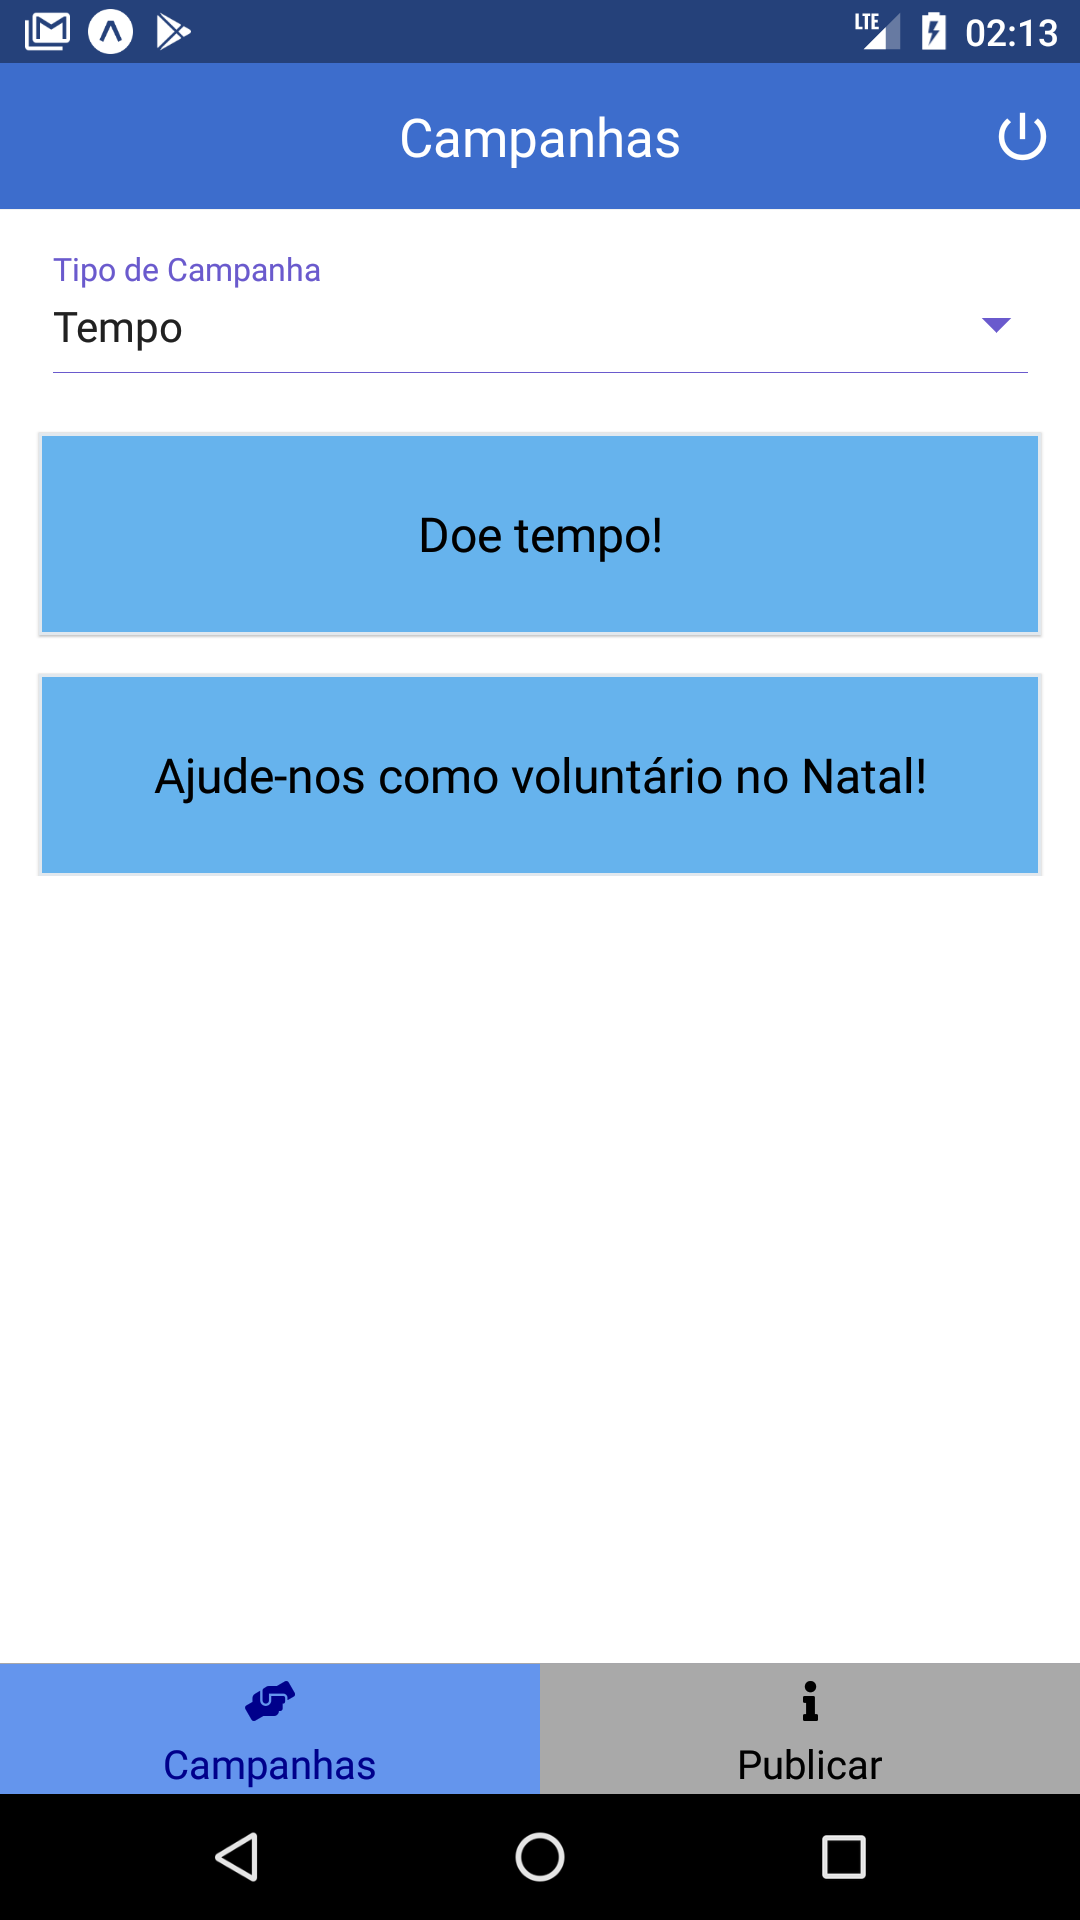 LTE 02:13
Campanhas
Tipo de Campanha
Tempo
Doe tempo!
Ajude-nos como voluntário no Natal!
Campanhas Publicar